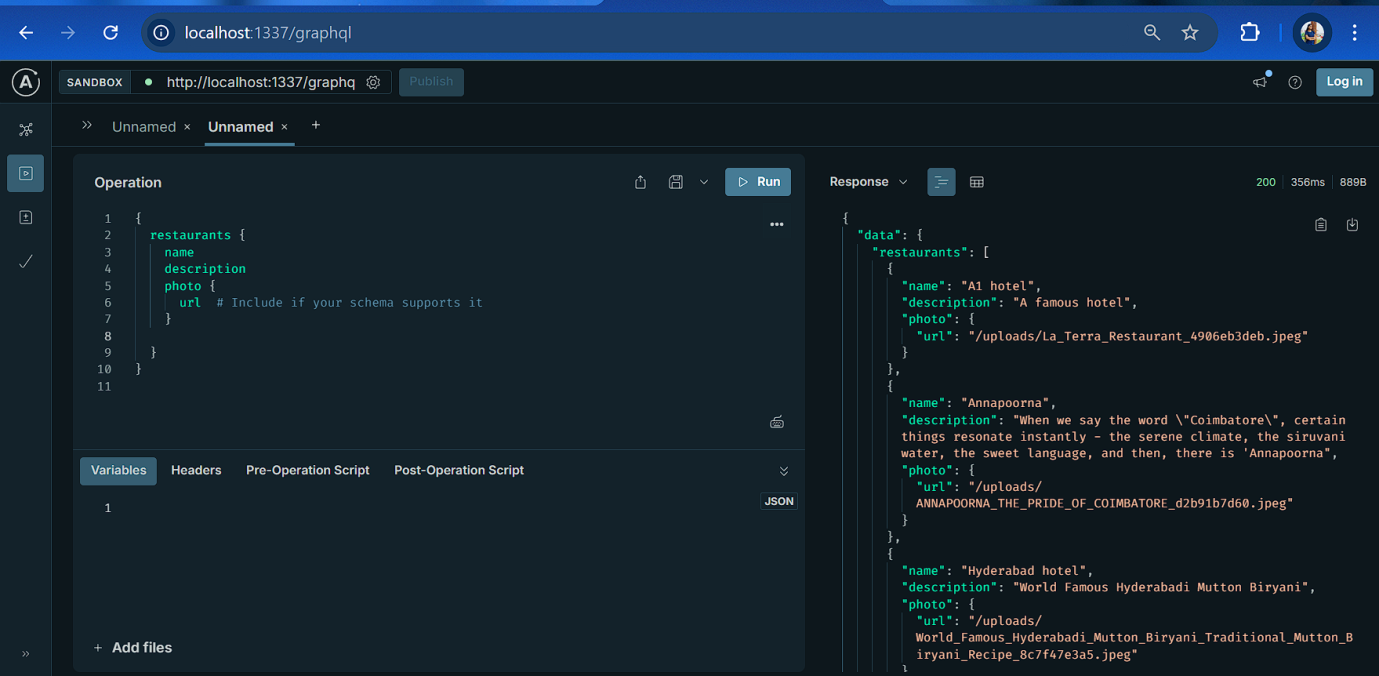 localhost:1337/graphql
SANDBOX
http://localhost:1337/graphq
Publish
Log in
Unnamed ×
Unnamed ×
+
Operation
Run
1 {
2 restaurants {
3 name
4 description
5 photo {
6 url # Include if your schema supports it
7 }
8
9 }
10 }
11
Variables
Headers
Pre-Operation Script
Post-Operation Script
1
JSON
+ Add files
Response
200
356ms
889B
{
"data": {
"restaurants": [
{
"name": "A1 hotel",
"description": "A famous hotel",
"photo": {
"url": "/uploads/La_Terra_Restaurant_4906eb3deb.jpeg"
}
},
{
"name": "Annapoorna",
"description": "When we say the word \"Coimbatore\", certain
things resonate instantly – the serene climate, the siruvani
water, the sweet language, and then, there is 'Annapoorna",
"photo": {
"url": "/uploads/
ANNAPOORNA_THE_PRIDE_OF_COIMBATORE_d2b91b7d60.jpeg"
}
},
{
"name": "Hyderabad hotel",
"description": "World Famous Hyderabadi Mutton Biryani",
"photo": {
"url": "/uploads/
World_Famous_Hyderabadi_Mutton_Biryani_Traditional_Mutton_B
iryani_Recipe_8c7f47e3a5.jpeg"
}